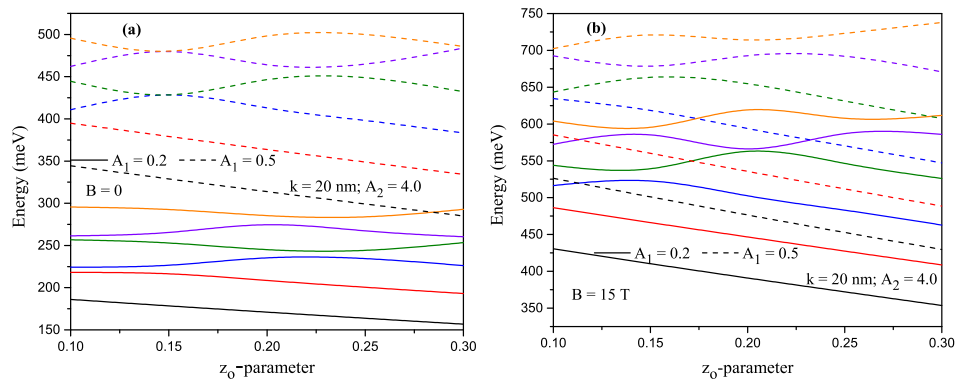 (a)
500
450
400
350
300
250
200
150
Energy (meV)
A1 = 0.2 A1 = 0.5
k = 20 nm; A2 = 4.0
B = 0
0.10 0.15 0.20 0.25 0.30
zo-parameter
(b)
750
700
650
600
550
500
450
400
350
Energy (meV)
A1 = 0.2 A1 = 0.5
k = 20 nm; A2 = 4.0
B = 15 T
0.10 0.15 0.20 0.25 0.30
zo-parameter